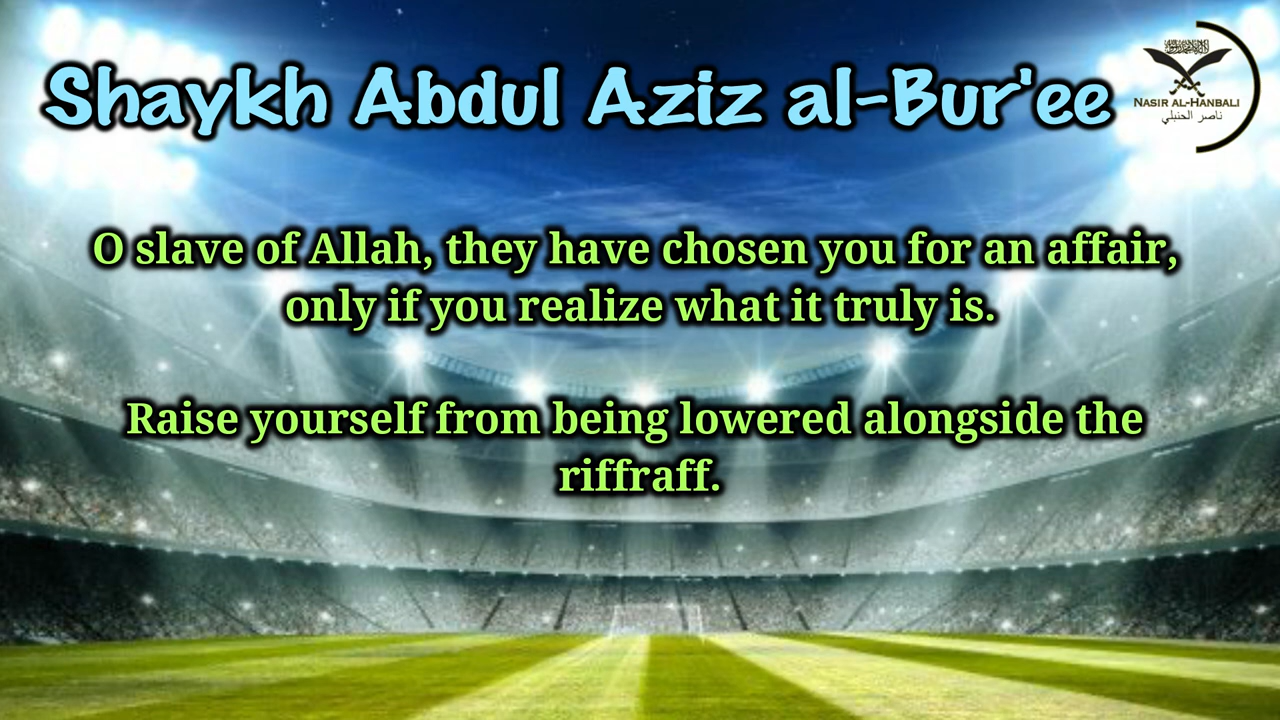 Shaykh Abdul Aziz al-Bur'ee
NASIR AL-HANBALI
ناصر الحنبلي
O slave of Allah, they have chosen you for an affair,
only if you realize what it truly is.
Raise yourself from being lowered alongside the
riffraff.